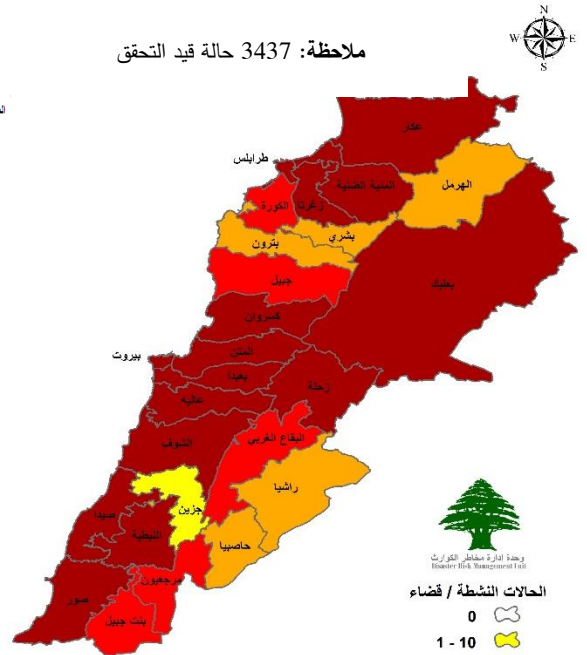 N
W E
S
ملاحظة: 3437 حالة قيد التحقق
عكار
طرابلس
المنية الضنية
زغرتا
الهرمل
الكورة
بشري
بترون
جبيل
بعلبك
كسروان
المتن
بيروت
بعبدا
زحلة
عاليه
البقاع الغربي
الشوف
راشيا
جزين
صيدا
النبطية
حاصبيا
مرجعيون
صور
بنت جبيل
وحدة إدارة مخاطر الكوارث
Disaster Risk Management Unit
الحالات النشطة / قضاء
0
1 - 10